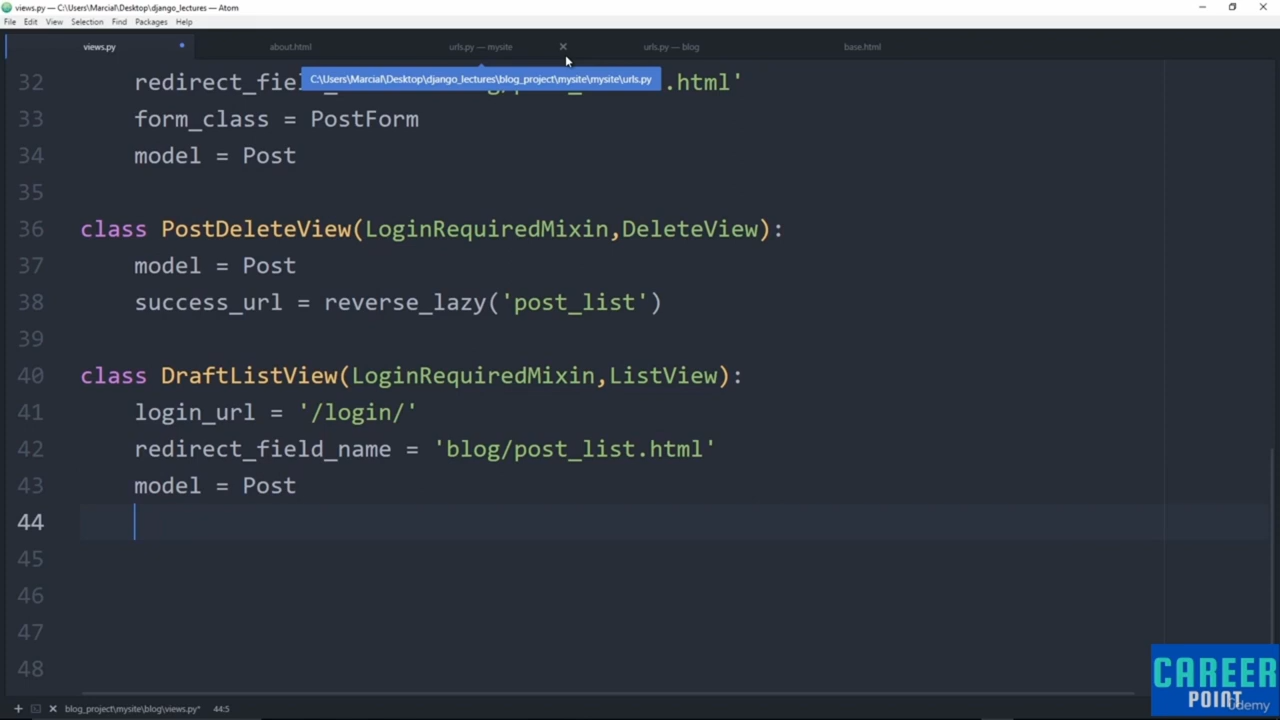 views.py — C:\Users\Marcial\Desktop\django_lectures — Atom
File Edit View Selection Find Packages Help
views.py about.html urls.py — mysite urls.py — blog base.html
C:\Users\Marcial\Desktop\django_lectures\blog_project\mysite\mysite\urls.py
32 redirect_fiel .html'
33 form_class = PostForm
34 model = Post
35
36 class PostDeleteView(LoginRequiredMixin,DeleteView):
37 model = Post
38 success_url = reverse_lazy('post_list')
39
40 class DraftListView(LoginRequiredMixin,ListView):
41 login_url = '/login/'
42 redirect_field_name = 'blog/post_list.html'
43 model = Post
44
45
46
47
48
blog_project\mysite\blog\views.py* 44:5
CAREER
POINT
udemy